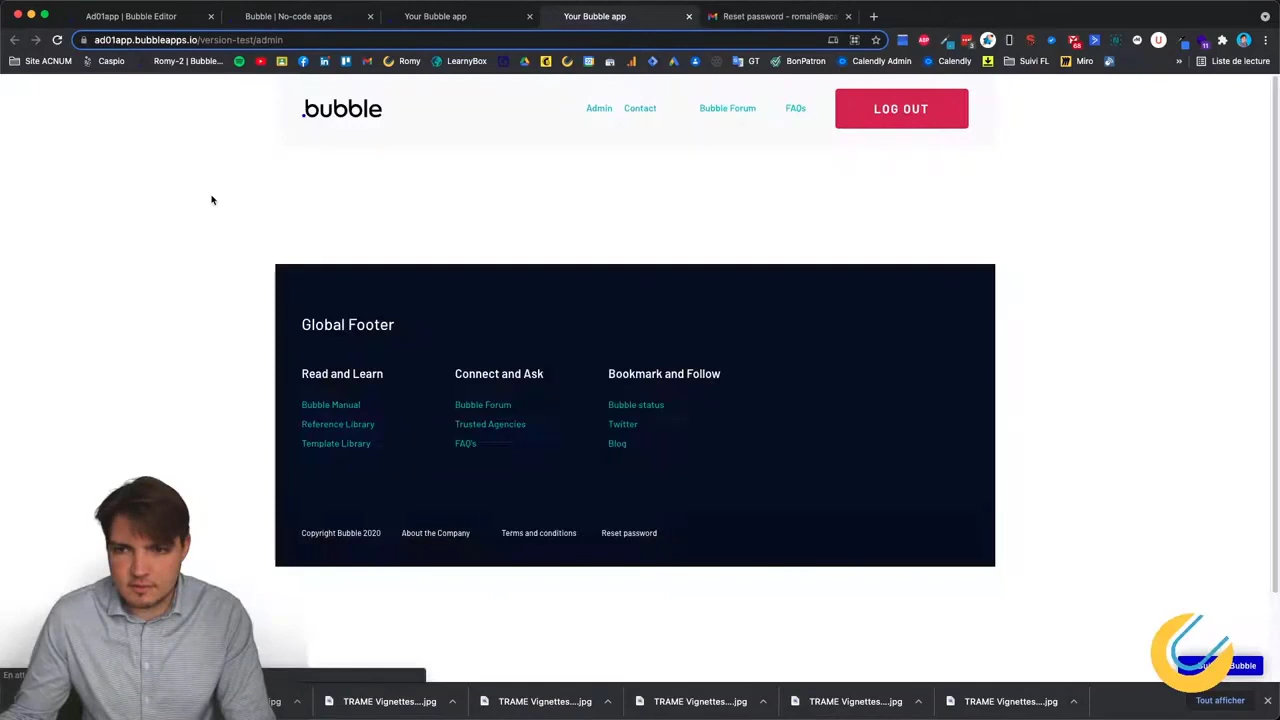 Ad01app | Bubble Editor
Bubble | No-code apps
Your Bubble app
Your Bubble app
Reset password - romain@aca
ad01app.bubbleapps.io/version-test/admin
Site ACNUM
Caspio
Romy-2 | Bubble...
Romy
LearnyBox
GT
BonPatron
Calendly Admin
Calendly
Suivi FL
Miro
»
Liste de lecture
.bubble
Admin
Contact
Bubble Forum
FAQs
LOG OUT
Global Footer
Read and Learn
Connect and Ask
Bookmark and Follow
Bubble Manual
Bubble Forum
Bubble status
Reference Library
Trusted Agencies
Twitter
Template Library
FAQ's
Blog
Copyright Bubble 2020
About the Company
Terms and conditions
Reset password
Bubble
En att
TRAME Vignettes....jpg
TRAME Vignettes....jpg
TRAME Vignettes....jpg
TRAME Vignettes....jpg
TRAME Vignettes....jpg
Tout afficher